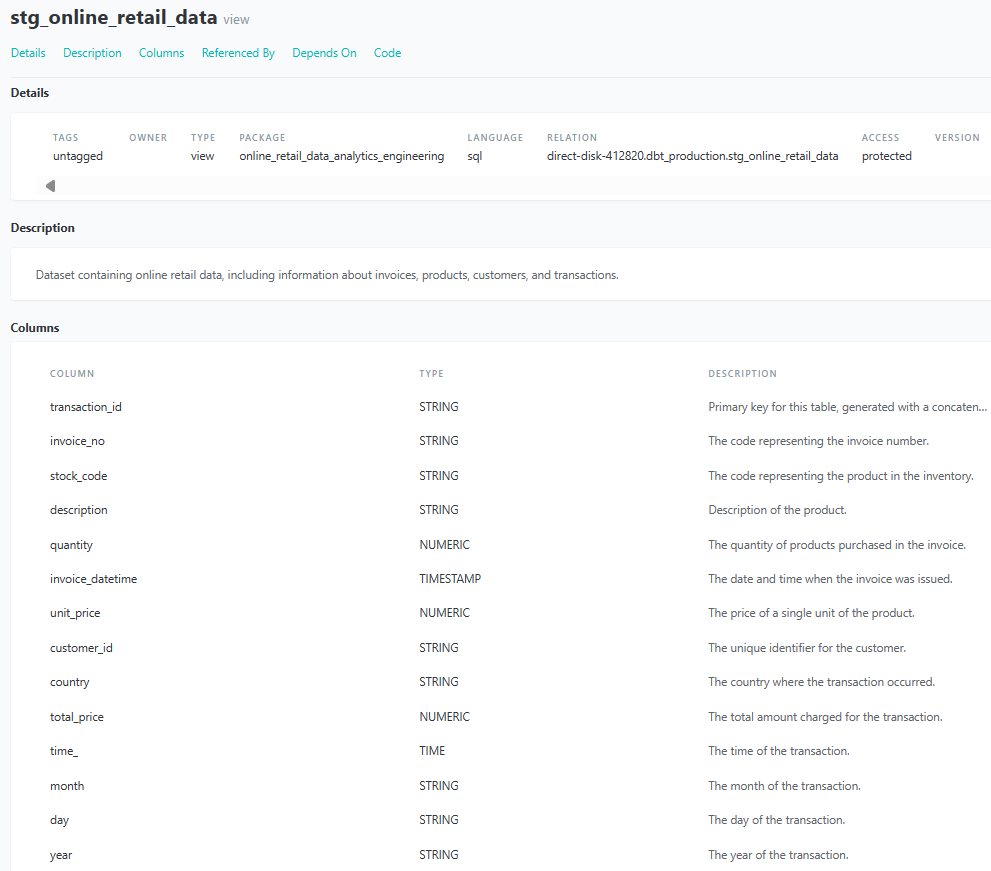 stg_online_retail_data view
Details Description Columns Referenced By Depends On Code
Details
TAGS OWNER TYPE PACKAGE LANGUAGE RELATION ACCESS VERSION
untagged view online_retail_data_analytics_engineering sql direct-disk-412820.dbt_production.stg_online_retail_data protected
Description
Dataset containing online retail data, including information about invoices, products, customers, and transactions.
Columns
COLUMN TYPE DESCRIPTION
transaction_id STRING Primary key for this table, generated with a concaten...
invoice_no STRING The code representing the invoice number.
stock_code STRING The code representing the product in the inventory.
description STRING Description of the product.
quantity NUMERIC The quantity of products purchased in the invoice.
invoice_datetime TIMESTAMP The date and time when the invoice was issued.
unit_price NUMERIC The price of a single unit of the product.
customer_id STRING The unique identifier for the customer.
country STRING The country where the transaction occurred.
total_price NUMERIC The total amount charged for the transaction.
time_ TIME The time of the transaction.
month STRING The month of the transaction.
day STRING The day of the transaction.
year STRING The year of the transaction.